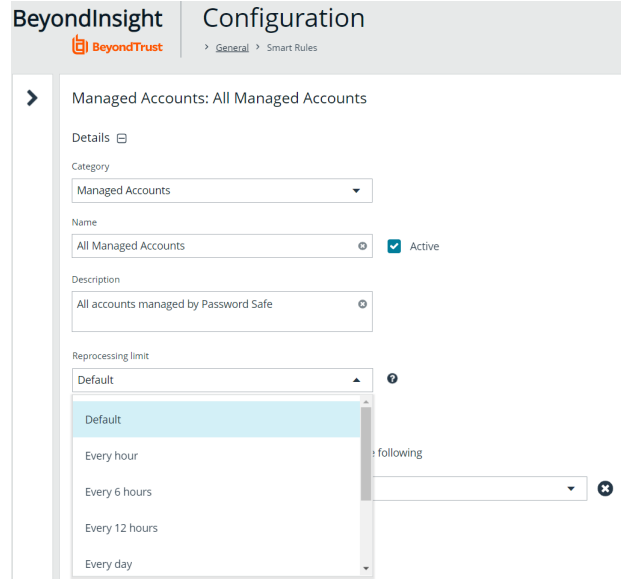 BeyondInsight
BeyondTrust
Configuration
> General > Smart Rules
Managed Accounts: All Managed Accounts
Details
Category
Managed Accounts
Name
All Managed Accounts
Active
Description
All accounts managed by Password Safe
Reprocessing limit
Default
Default
Every hour
following
Every 6 hours
Every 12 hours
Every day